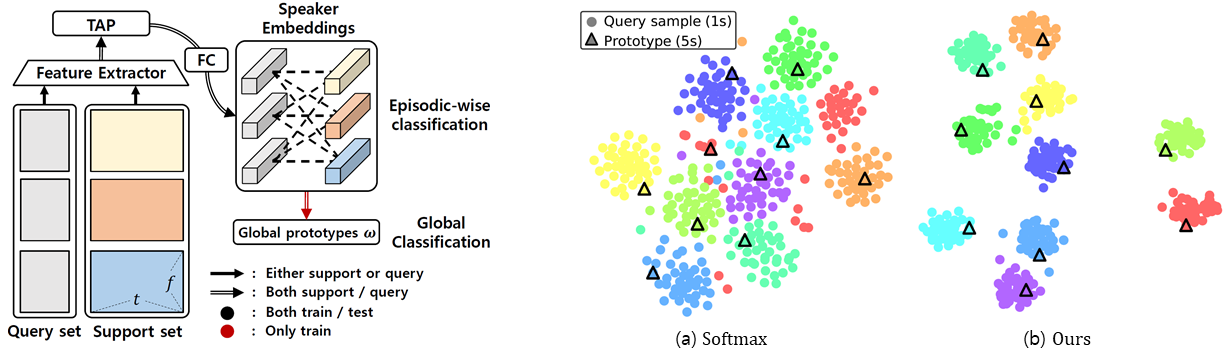 TAP
FC
Feature Extractor
Speaker
Embeddings
Episodic-wise
classification
Global prototypes ω
Global
Classification
f
t
Query set
Support set
: Either support or query
: Both support / query
: Both train / test
: Only train
Query sample (1s)
Prototype (5s)
(a) Softmax
(b) Ours